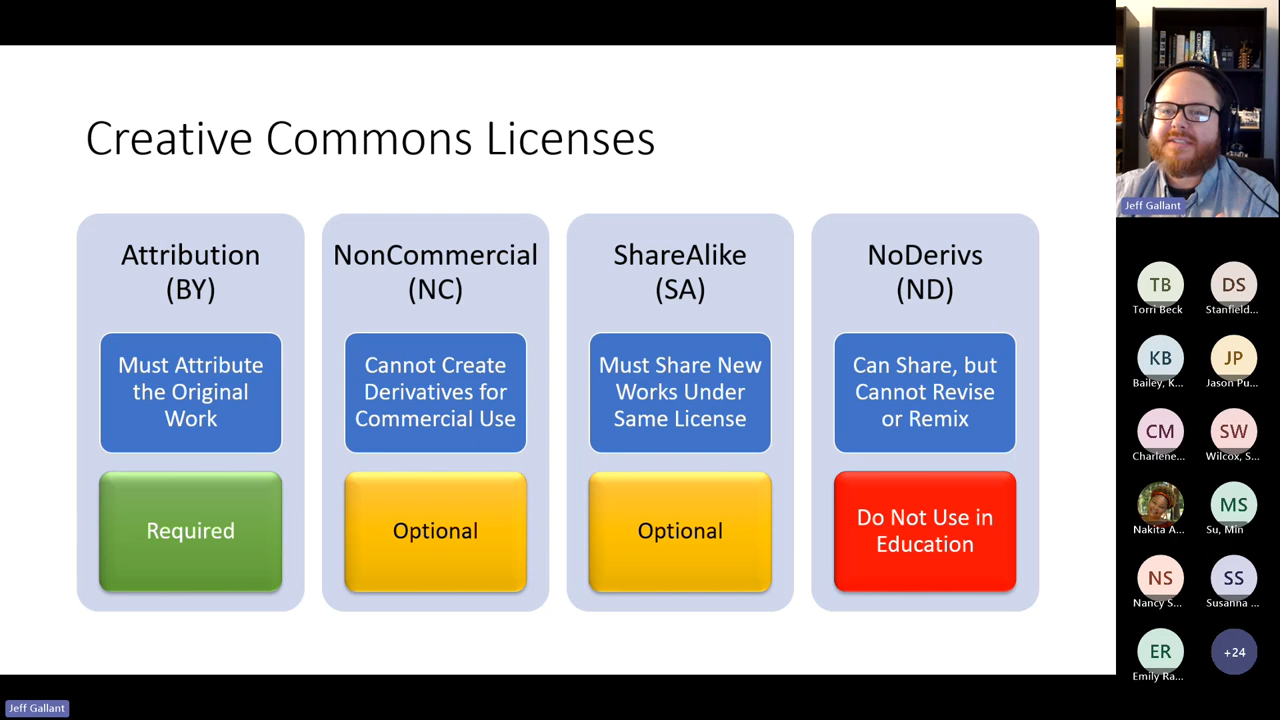 Creative Commons Licenses
Attribution
(BY)
Must Attribute
the Original
Work
Required
NonCommercial
(NC)
Cannot Create
Derivatives for
Commercial Use
Optional
ShareAlike
(SA)
Must Share New
Works Under
Same License
Optional
NoDerivs
(ND)
Can Share, but
Cannot Revise
or Remix
Do Not Use in
Education
Jeff Gallant
TB
Torri Beck
DS
Stanfield...
KB
Bailey, K...
JP
Jason Pu...
CM
Charlene...
SW
Wilcox, S...
Nakita A...
MS
Su, Min
NS
Nancy S...
SS
Susanna ...
ER
Emily Ra...
+24
Jeff Gallant